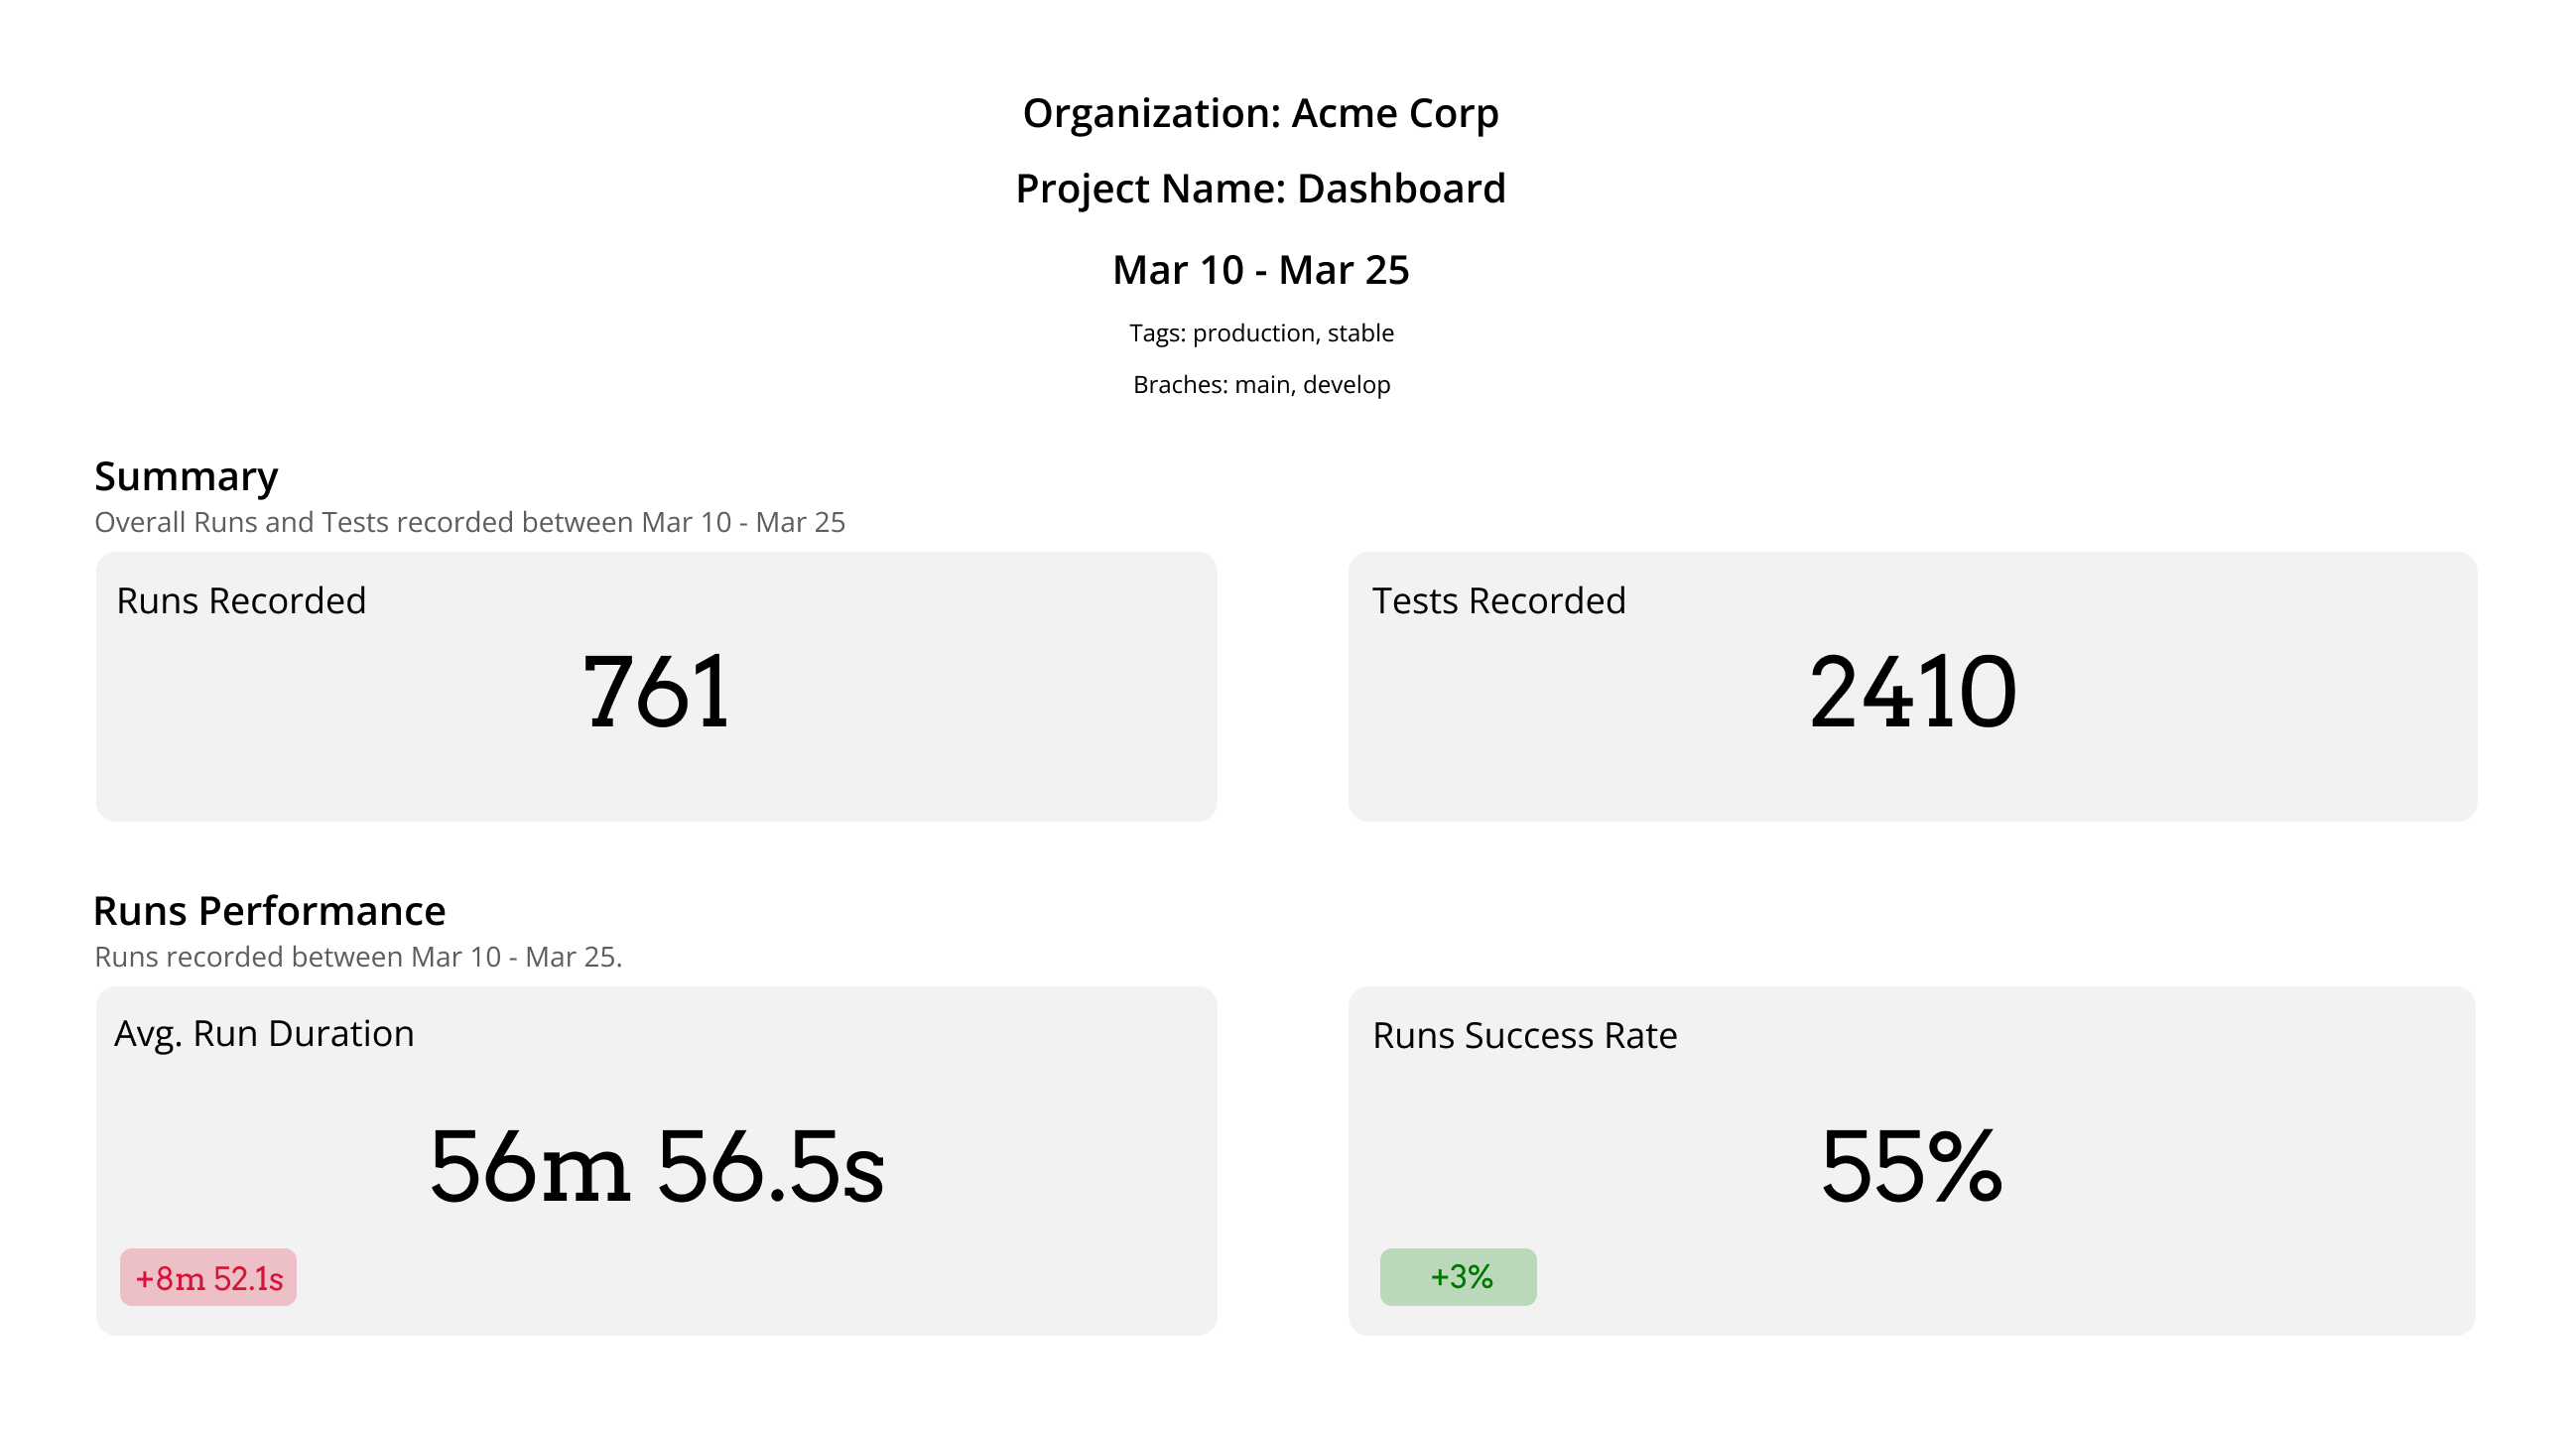 Organization: Acme Corp
Project Name: Dashboard
Mar 10 - Mar 25
Tags: production, stable
Braches: main, develop
Summary
Overall Runs and Tests recorded between Mar 10 - Mar 25
Runs Recorded
761
Tests Recorded
2410
Runs Performance
Runs recorded between Mar 10 - Mar 25.
Avg. Run Duration
56m 56.5s
+8m 52.1s
Runs Success Rate
55%
+3%